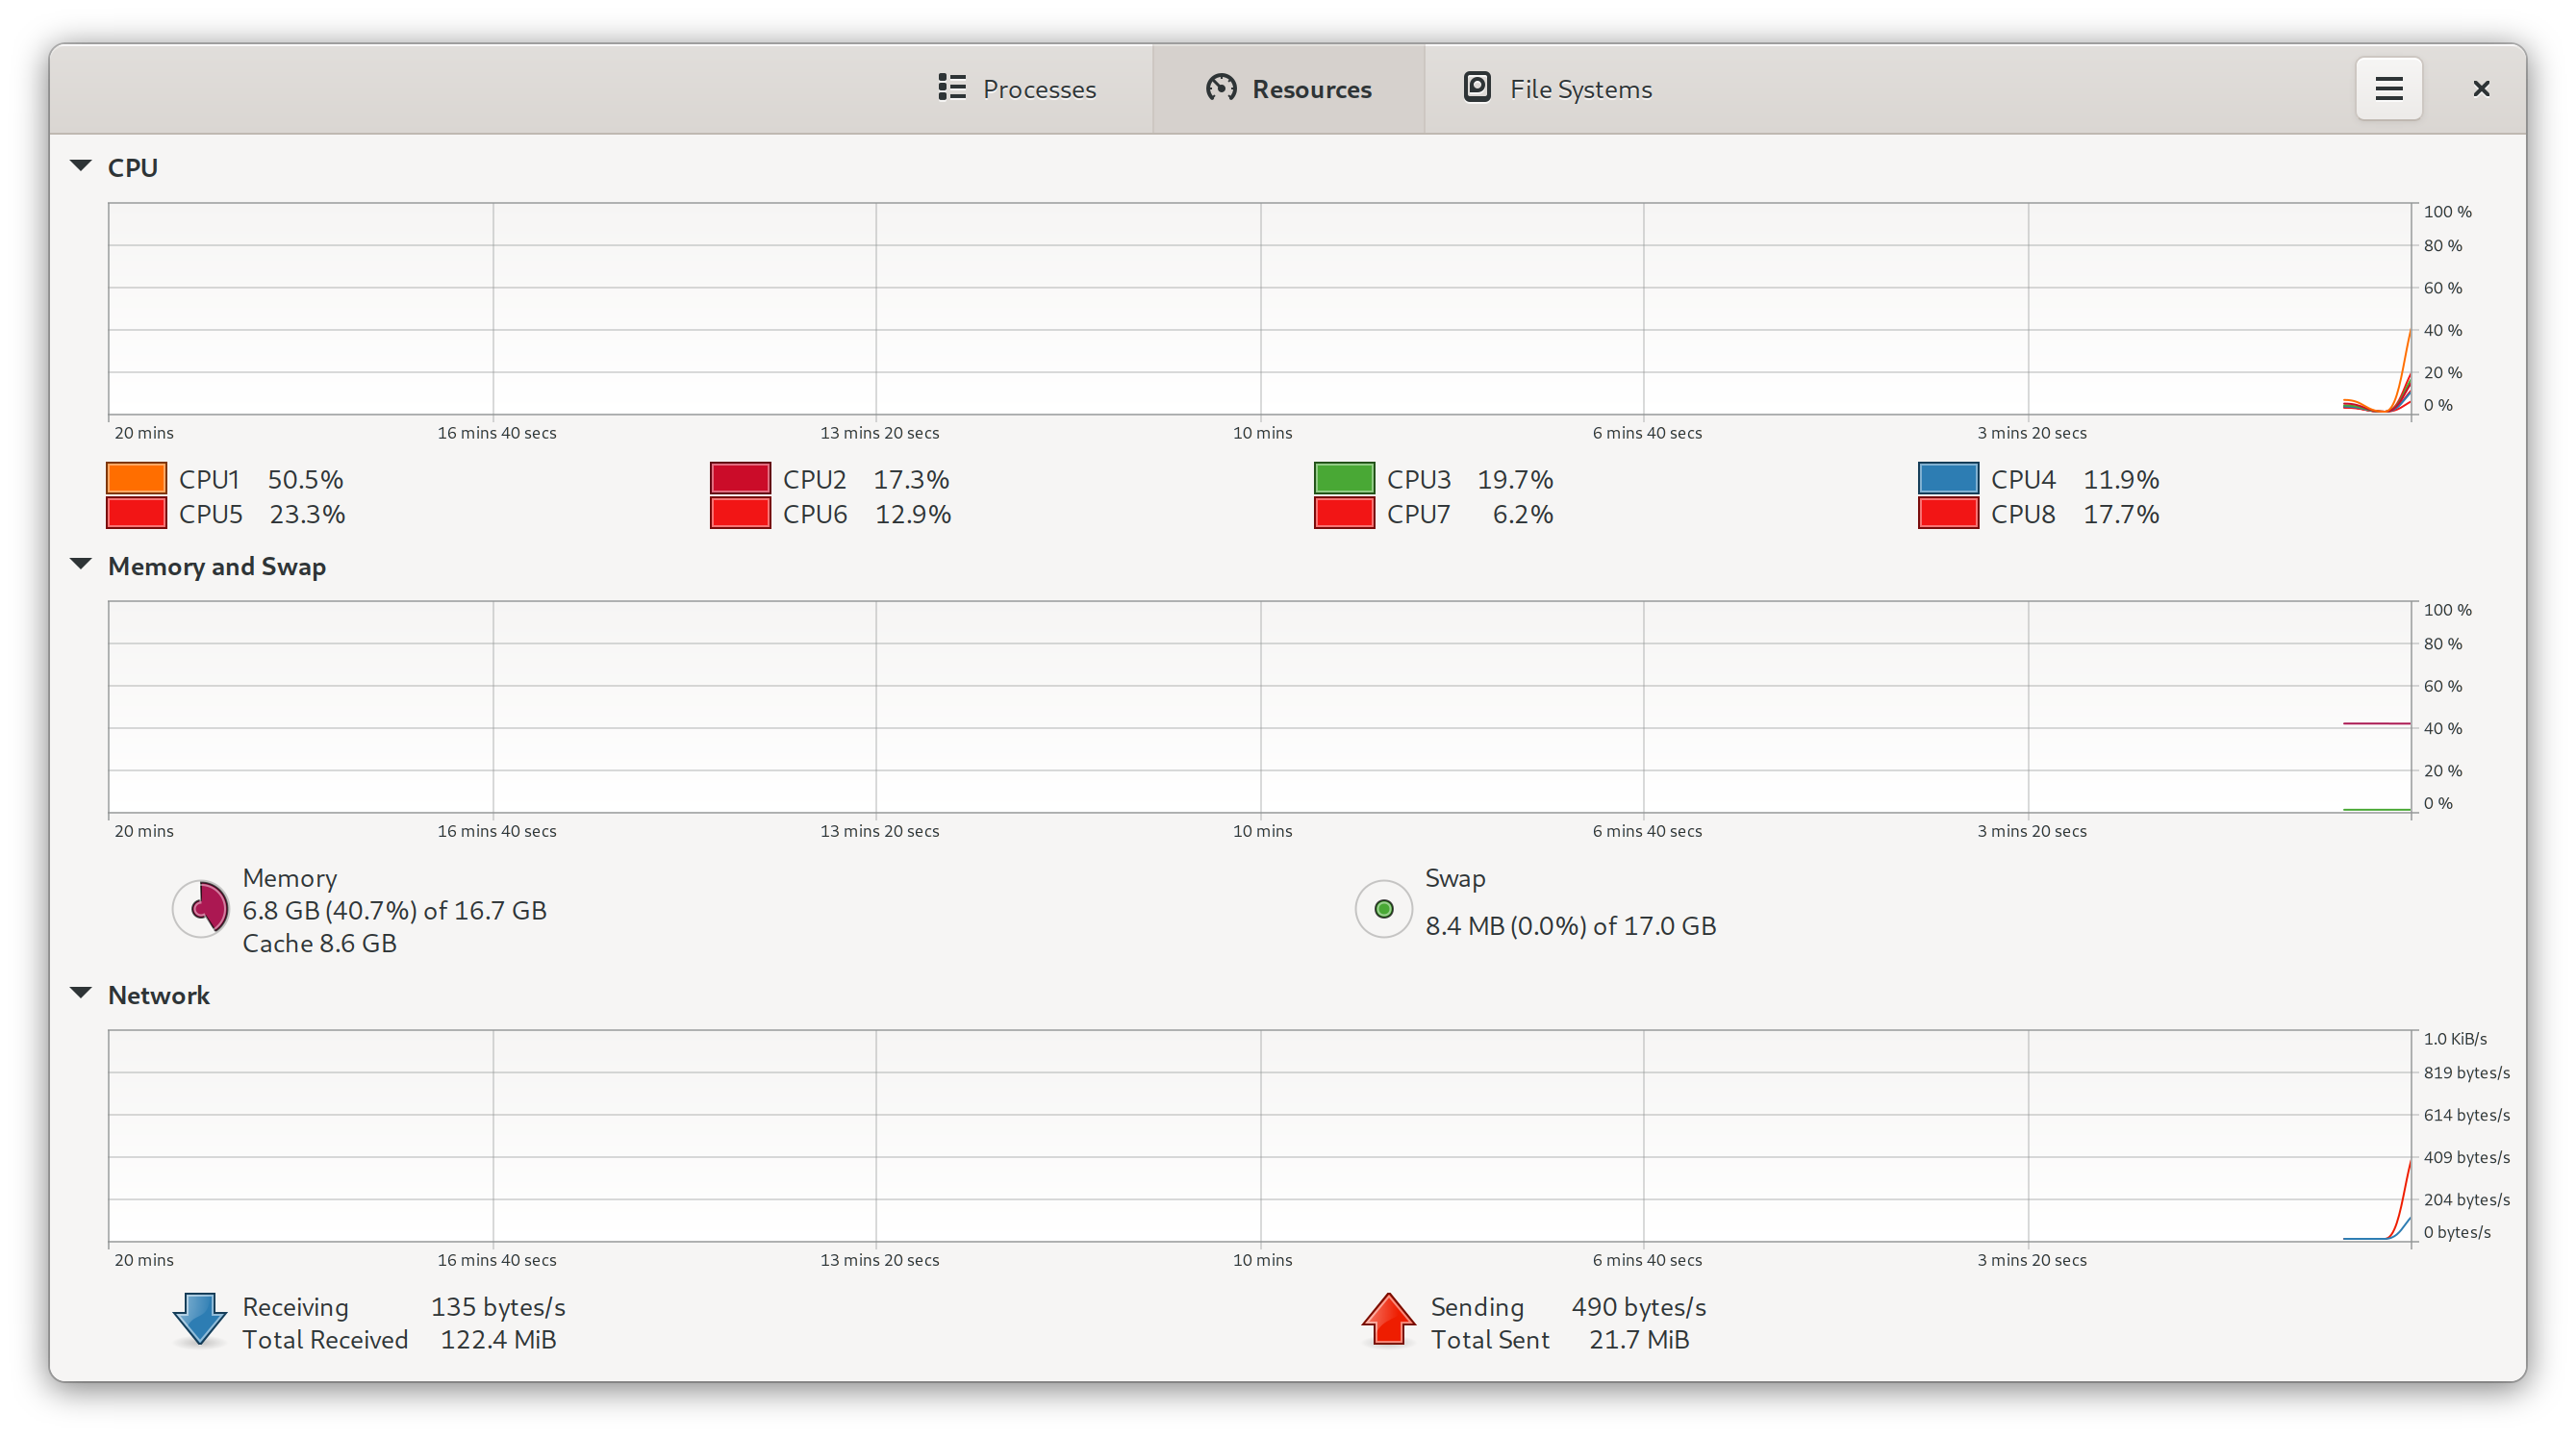 Processes Resources File Systems
CPU
100 %
80 %
60 %
40 %
20 %
0 %
20 mins 16 mins 40 secs 13 mins 20 secs 10 mins 6 mins 40 secs 3 mins 20 secs
CPU1 50.5% CPU2 17.3% CPU3 19.7% CPU4 11.9%
CPU5 23.3% CPU6 12.9% CPU7 6.2% CPU8 17.7%
Memory and Swap
100 %
80 %
60 %
40 %
20 %
0 %
20 mins 16 mins 40 secs 13 mins 20 secs 10 mins 6 mins 40 secs 3 mins 20 secs
Memory
6.8 GB (40.7%) of 16.7 GB
Cache 8.6 GB
Swap
8.4 MB (0.0%) of 17.0 GB
Network
1.0 KiB/s
819 bytes/s
614 bytes/s
409 bytes/s
204 bytes/s
0 bytes/s
20 mins 16 mins 40 secs 13 mins 20 secs 10 mins 6 mins 40 secs 3 mins 20 secs
Receiving 135 bytes/s
Total Received 122.4 MiB
Sending 490 bytes/s
Total Sent 21.7 MiB